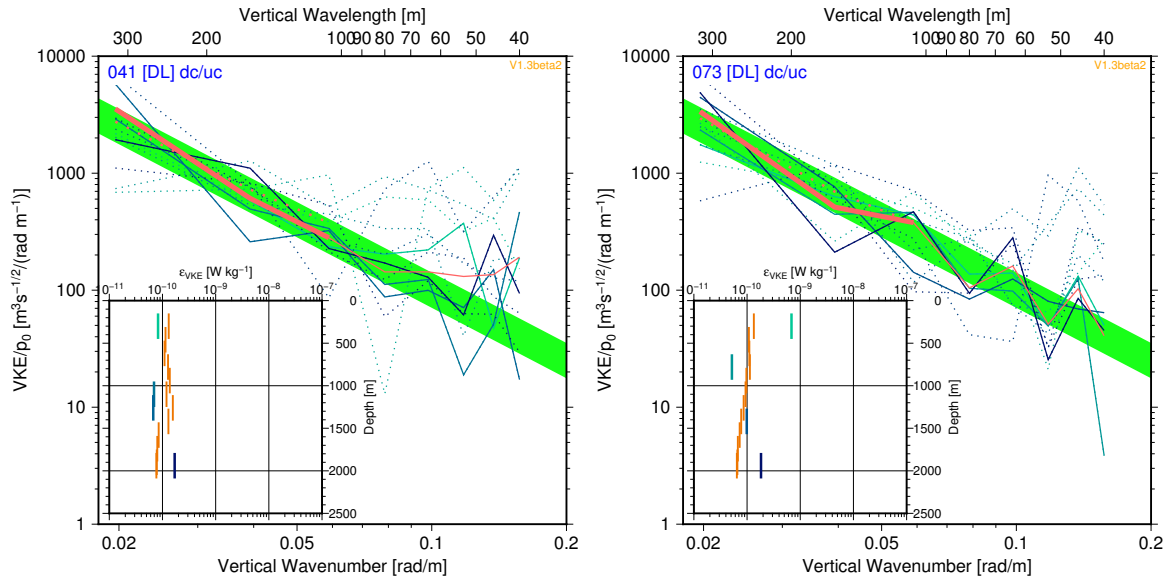 Vertical Wavelength [m]
300 200 100 90 80 70 60 50 40
10000
1000
100
10
1
VKE/p0 [m³s−1/2/(rad m−1)]
041 [DL] dc/uc
V1.3beta2
εVKE [W kg−1]
10−11 10−10 10−9 10−8 10−7
0
500
1000
1500
2000
2500
Depth [m]
0.02 0.05 0.1 0.2
Vertical Wavenumber [rad/m]
Vertical Wavelength [m]
300 200 100 90 80 70 60 50 40
10000
1000
100
10
1
VKE/p0 [m³s−1/2/(rad m−1)]
073 [DL] dc/uc
V1.3beta2
εVKE [W kg−1]
10−11 10−10 10−9 10−8 10−7
0
500
1000
1500
2000
2500
Depth [m]
0.02 0.05 0.1 0.2
Vertical Wavenumber [rad/m]